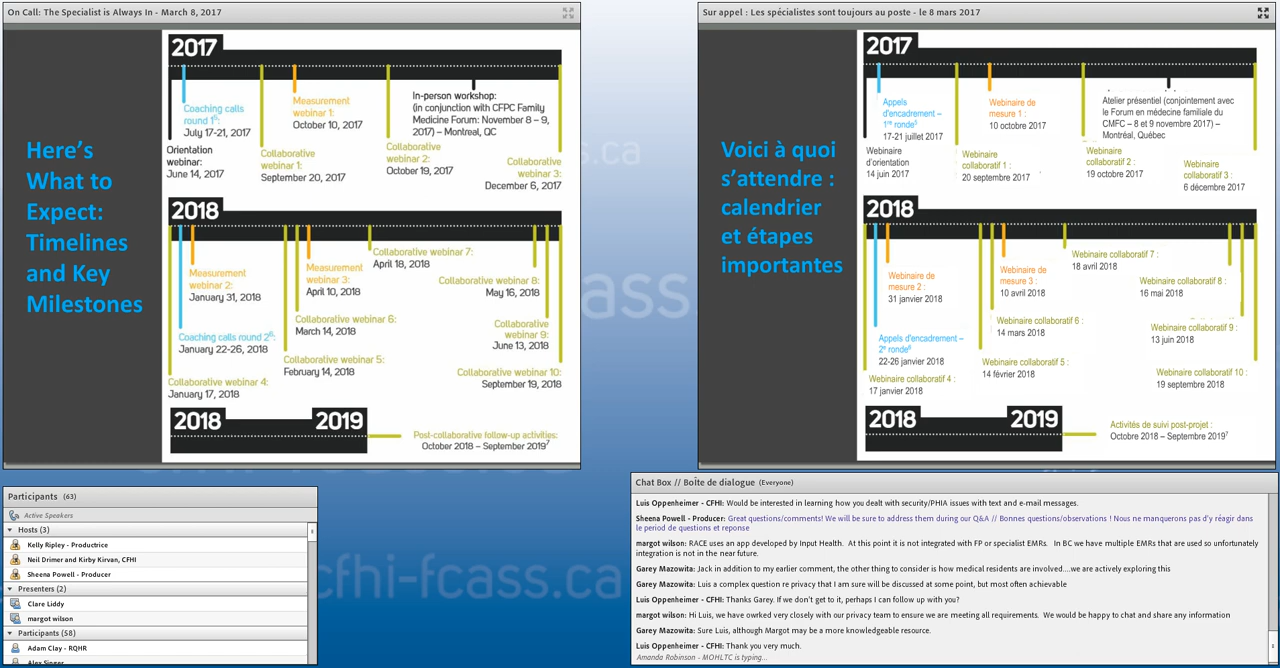 On Call: The Specialist is Always In - March 8, 2017
Here's
What to
Expect:
Timelines
and Key
Milestones
2017
Coaching calls
round 1⁵:
July 17-21, 2017
Orientation
webinar:
June 14, 2017
Collaborative
webinar 1:
September 20, 2017
Measurement
webinar 1:
October 10, 2017
Collaborative
webinar 2:
October 19, 2017
In-person workshop:
(in conjunction with CFPC Family
Medicine Forum: November 8 – 9,
2017) – Montreal, QC
Collaborative
webinar 3:
December 6, 2017
2018
Measurement
webinar 2:
January 31, 2018
Coaching calls round 2⁶:
January 22-26, 2018
Collaborative webinar 4:
January 17, 2018
Measurement
webinar 3:
April 10, 2018
Collaborative webinar 6:
March 14, 2018
Collaborative webinar 5:
February 14, 2018
Collaborative webinar 7:
April 18, 2018
Collaborative webinar 8:
May 16, 2018
Collaborative
webinar 9:
June 13, 2018
Collaborative webinar 10:
September 19, 2018
2018 2019
Post-collaborative follow-up activities:
October 2018 – September 2019⁷
Sur appel : Les spécialistes sont toujours au poste - le 8 mars 2017
Voici à quoi
s'attendre :
calendrier
et étapes
importantes
2017
Appels
d'encadrement –
1re ronde⁵
17-21 juillet 2017
Webinaire
d'orientation
14 juin 2017
Webinaire
collaboratif 1 :
20 septembre 2017
Webinaire de
mesure 1 :
10 octobre 2017
Webinaire
collaboratif 2 :
19 octobre 2017
Atelier présentiel (conjointement avec
le Forum en médecine familiale du
CMFC – 8 et 9 novembre 2017) –
Montréal, Québec
Webinaire
collaboratif 3 :
6 décembre 2017
2018
Webinaire de
mesure 2 :
31 janvier 2018
Appels d'encadrement –
2e ronde⁶
22-26 janvier 2018
Webinaire collaboratif 4 :
17 janvier 2018
Webinaire de
mesure 3 :
10 avril 2018
Webinaire collaboratif 6 :
14 mars 2018
Webinaire collaboratif 5 :
14 février 2018
Webinaire collaboratif 7 :
18 avril 2018
Webinaire collaboratif 8 :
16 mai 2018
Webinaire collaboratif 9 :
13 juin 2018
Webinaire collaboratif 10 :
19 septembre 2018
2018 2019
Activités de suivi post-projet :
Octobre 2018 – Septembre 2019⁷
s.ca
cass.
cfhi-fcass.ca
Participants (63)
Active Speakers
Hosts (3)
Kelly Ripley - Productrice
Neil Drimer and Kirby Kirvan, CFHI
Sheena Powell - Producer
Presenters (2)
Clare Liddy
margot wilson
Participants (58)
Adam Clay - RQHR
Alex Singer
Chat Box // Boîte de dialogue (Everyone)
Luis Oppenheimer - CFHI: Would be interested in learning how you dealt with security/PHIA issues with text and e-mail messages.
Sheena Powell - Producer: Great questions/comments! We will be sure to address them during our Q&A // Bonnes questions/observations ! Nous ne manquerons pas d'y réagir dans
le period de questions et reponse
margot wilson: RACE uses an app developed by Input Health. At this point it is not integrated with FP or specialist EMRs. In BC we have multiple EMRs that are used so unfortunately
integration is not in the near future.
Garey Mazowita: Jack in addition to my earlier comment, the other thing to consider is how medical residents are involved....we are actively exploring this
Garey Mazowita: Luis a complex question re privacy that I am sure will be discussed at some point, but most often achievable
Luis Oppenheimer - CFHI: Thanks Garey. If we don't get to it, perhaps I can follow up with you?
margot wilson: Hi Luis, we have owrked very closely with our privacy team to ensure we are meeting all requirements. We would be happy to chat and share any information
Garey Mazowita: Sure Luis, although Margot may be a more knowledgeable resource.
Luis Oppenheimer - CFHI: Thank you very much.
Amanda Robinson - MOHLTC is typing...